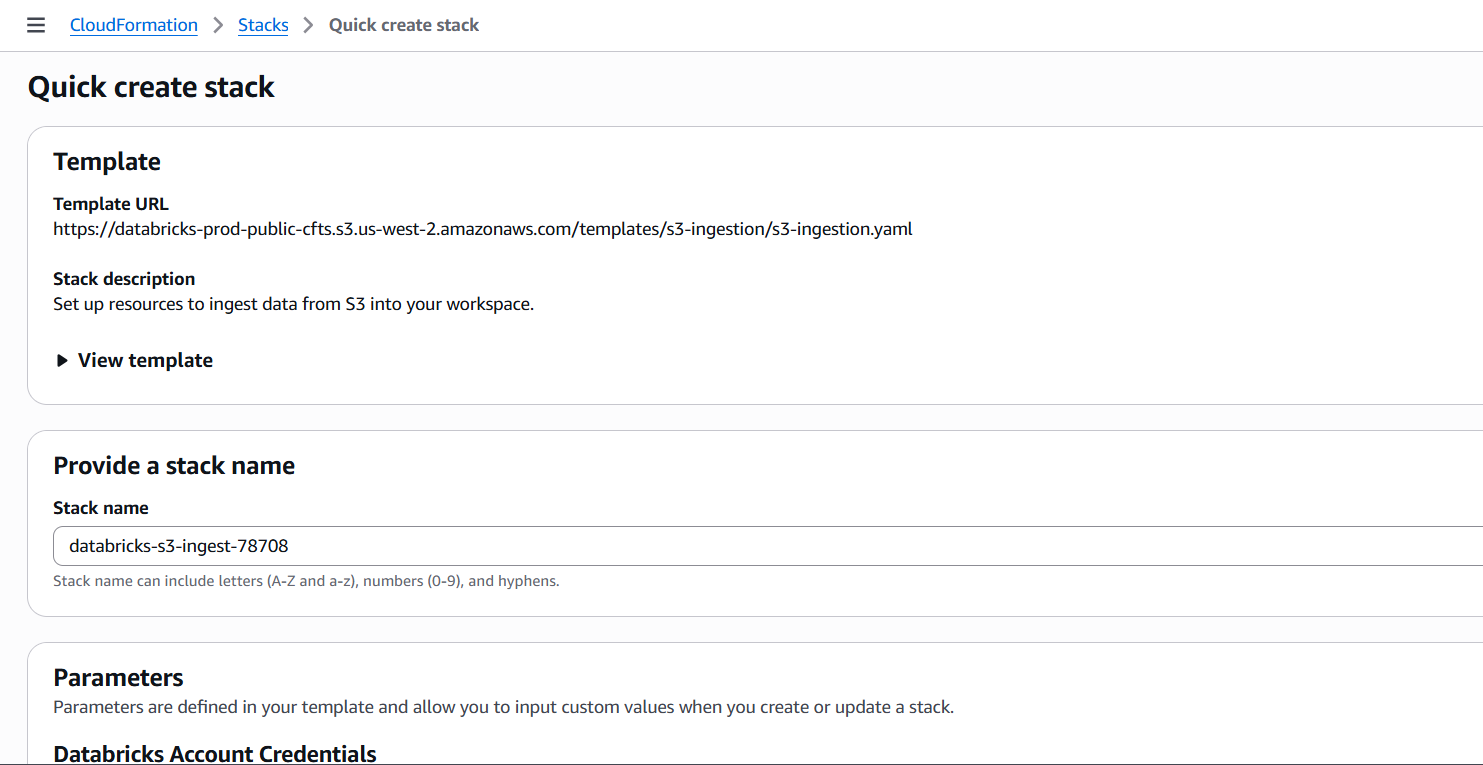 CloudFormation > Stacks > Quick create stack
Quick create stack
Template
Template URL
https://databricks-prod-public-cfts.s3.us-west-2.amazonaws.com/templates/s3-ingestion/s3-ingestion.yaml
Stack description
Set up resources to ingest data from S3 into your workspace.
View template
Provide a stack name
Stack name
databricks-s3-ingest-78708
Stack name can include letters (A-Z and a-z), numbers (0-9), and hyphens.
Parameters
Parameters are defined in your template and allow you to input custom values when you create or update a stack.
Databricks Account Credentials